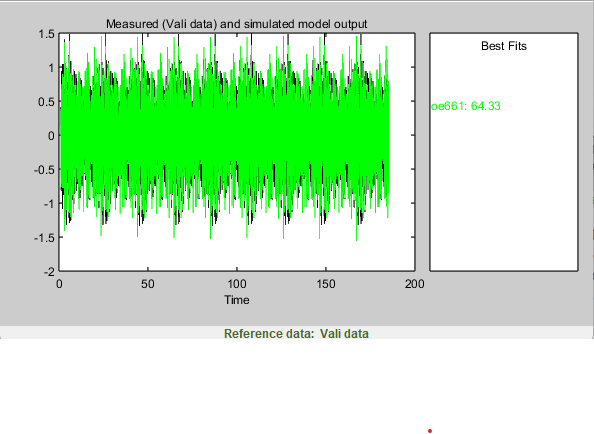 Measured (Vali data) and simulated model output
1.5
1
0.5
0
-0.5
-1
-1.5
-2
0 50 100 150 200
Time
Best Fits
oe661: 64.33
Reference data: Vali data